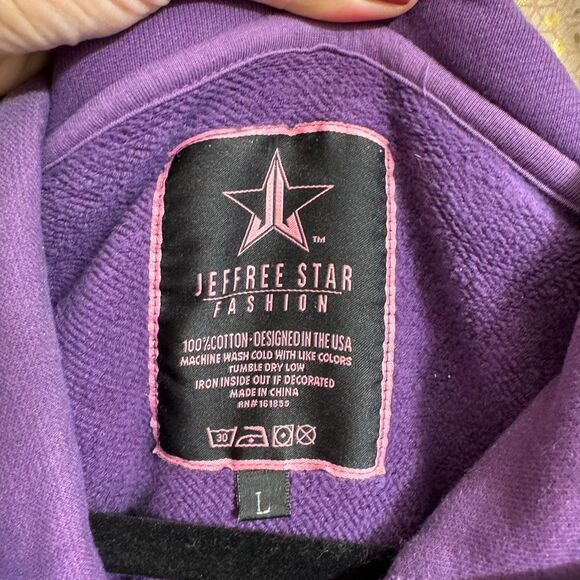 TM
JEFFREE STAR
FASHION
100% COTTON - DESIGNED IN THE USA
MACHINE WASH COLD WITH LIKE COLORS
TUMBLE DRY LOW
IRON INSIDE OUT IF DECORATED
MADE IN CHINA
RN#161855
30
L